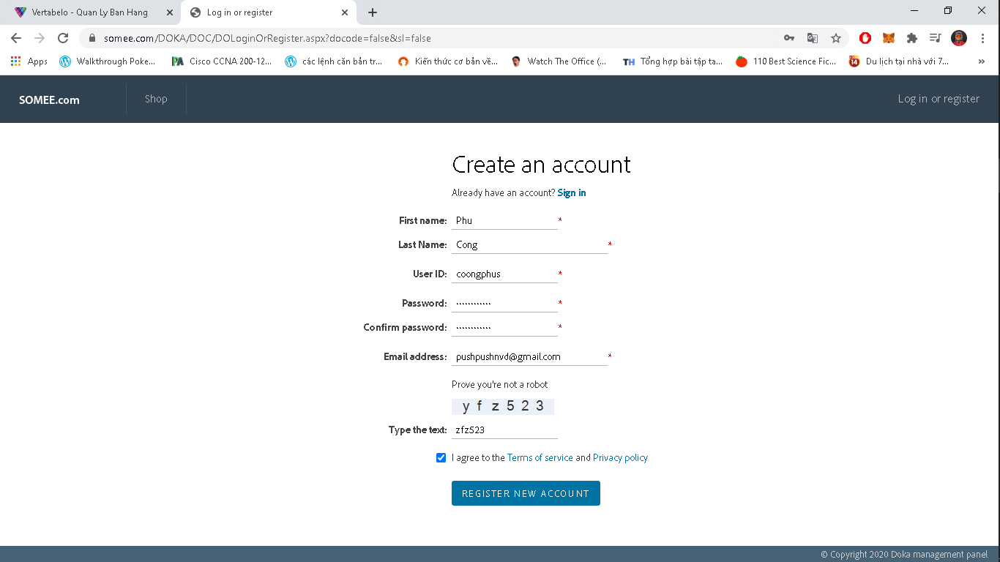 Vertabelo - Quan Ly Ban Hang
Log in or register
somee.com/DOKA/DOC/DOLoginOrRegister.aspx?docode=false&sl=false
Apps
Walkthrough Poke...
Cisco CCNA 200-12...
các lệnh căn bản tr...
Kiến thức cơ bản về...
Watch The Office (...
TH Tổng hợp bài tập ta...
110 Best Science Fic...
Du lịch tại nhà với 7...
»
SOMEE.com
Shop
Log in or register
Create an account
Already have an account? Sign in
First name: Phu *
Last Name: Cong *
User ID: coongphus *
Password: ············ *
Confirm password: ············ *
Email address: pushpushnvd@gmail.com *
Prove you're not a robot
y f z 5 2 3
Type the text: zfz523
I agree to the Terms of service and Privacy policy
REGISTER NEW ACCOUNT
© Copyright 2020 Doka management panel